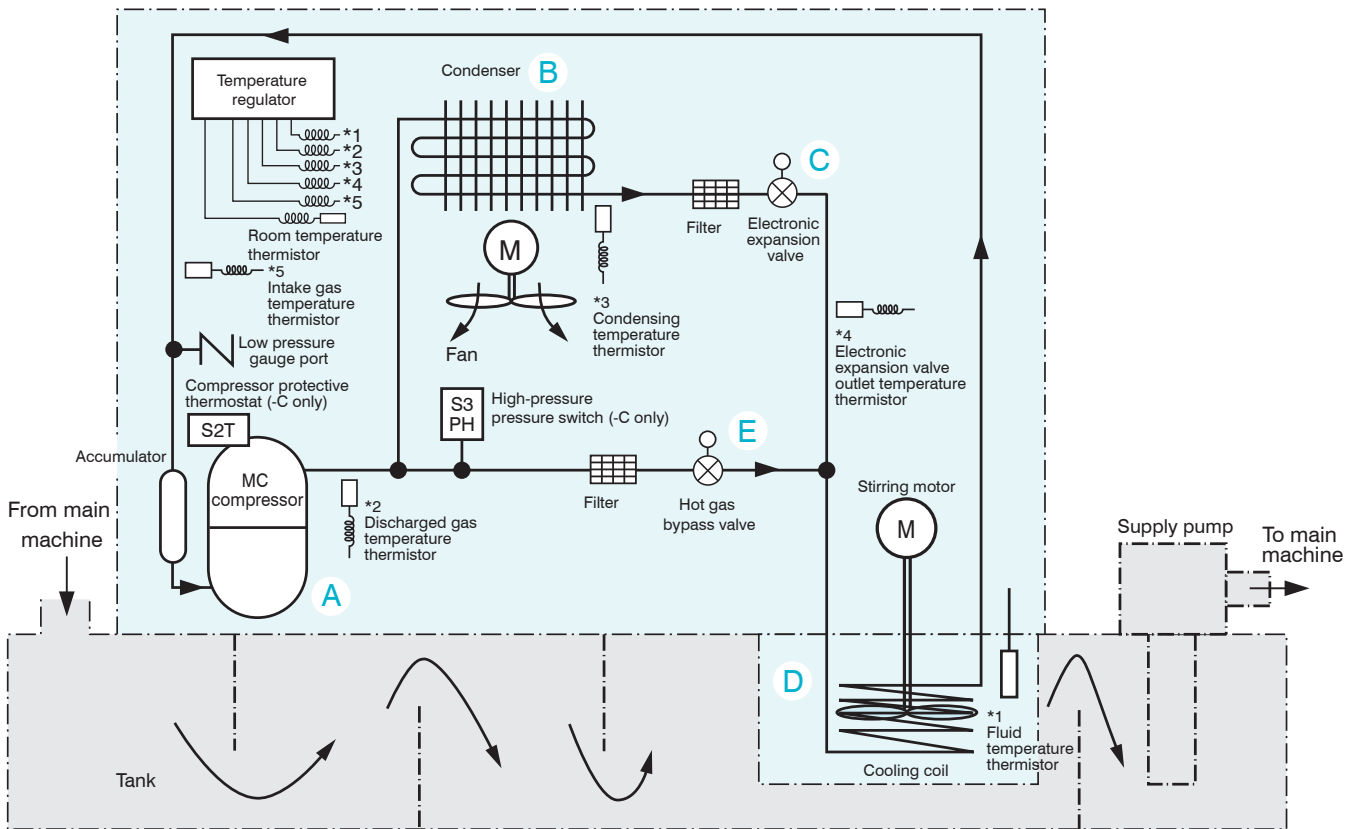 Condenser
B
Temperature
regulator
*1
*2
*3
*4
*5
Room temperature
thermistor
*5
Intake gas
temperature
thermistor
Low pressure
gauge port
Compressor protective
thermostat (-C only)
S2T
Accumulator
MC
compressor
A
M
Fan
*3
Condensing
temperature
thermistor
Filter
C
Electronic
expansion
valve
*4
Electronic
expansion valve
outlet temperature
thermistor
S3
PH
High-pressure
pressure switch (-C only)
*2
Discharged gas
temperature
thermistor
Filter
E
Hot gas
bypass valve
Stirring motor
M
From main
machine
Supply pump
To main
machine
D
*1
Fluid
temperature
thermistor
Cooling coil
Tank